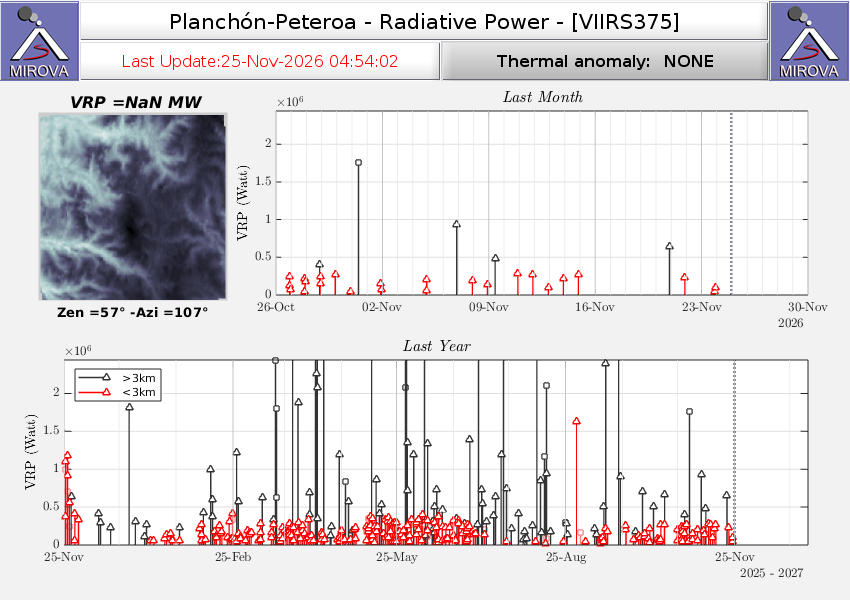 Planchón-Peteroa - Radiative Power - [VIIRS375]
MIROVA
Last Update:25-Nov-2026 04:54:02
Thermal anomaly: NONE
MIROVA
VRP =NaN MW
Zen =57° -Azi =107°
Last Month
×10⁶
VRP (Watt)
2
1.5
1
0.5
0
26-Oct 02-Nov 09-Nov 16-Nov 23-Nov 30-Nov
2026
Last Year
×10⁶
VRP (Watt)
>3km
<3km
2
1.5
1
0.5
0
25-Nov 25-Feb 25-May 25-Aug 25-Nov
2025 - 2027